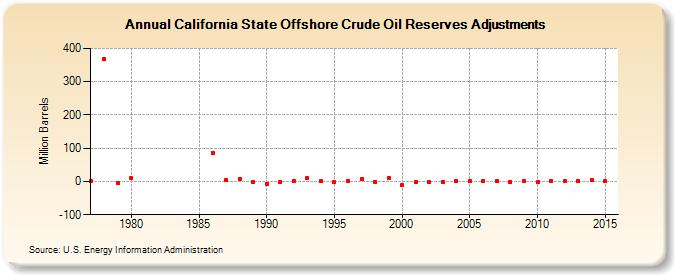 Annual California State Offshore Crude Oil Reserves Adjustments
Million Barrels
400
300
200
100
0
-100
1980 1985 1990 1995 2000 2005 2010 2015
Source: U.S. Energy Information Administration